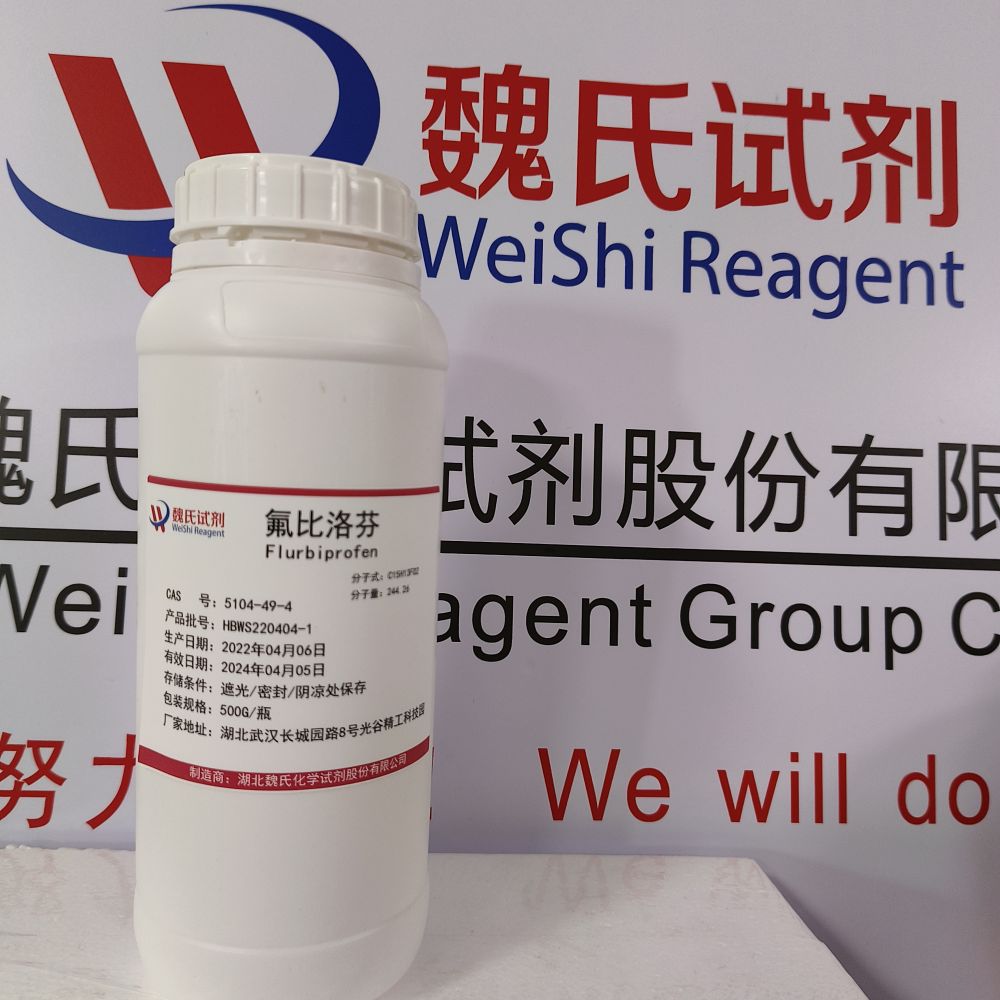 魏氏试剂
WeiShi Reagent
魏氏 试剂股份有限
Wei agent Group C
努力
We will do
魏氏试剂
WeiShi Reagent
氟比洛芬
Flurbiprofen
分子式：C15H13FO2
分子量：244.26
CAS 号：5104-49-4
产品批号：HBWS220404-1
生产日期：2022年04月06日
有效日期：2024年04月05日
存储条件：遮光/密封/阴凉处保存
包装规格：500G/瓶
厂家地址：湖北武汉长城园路8号光谷精工科技园
制造商：湖北魏氏化学试剂股份有限公司